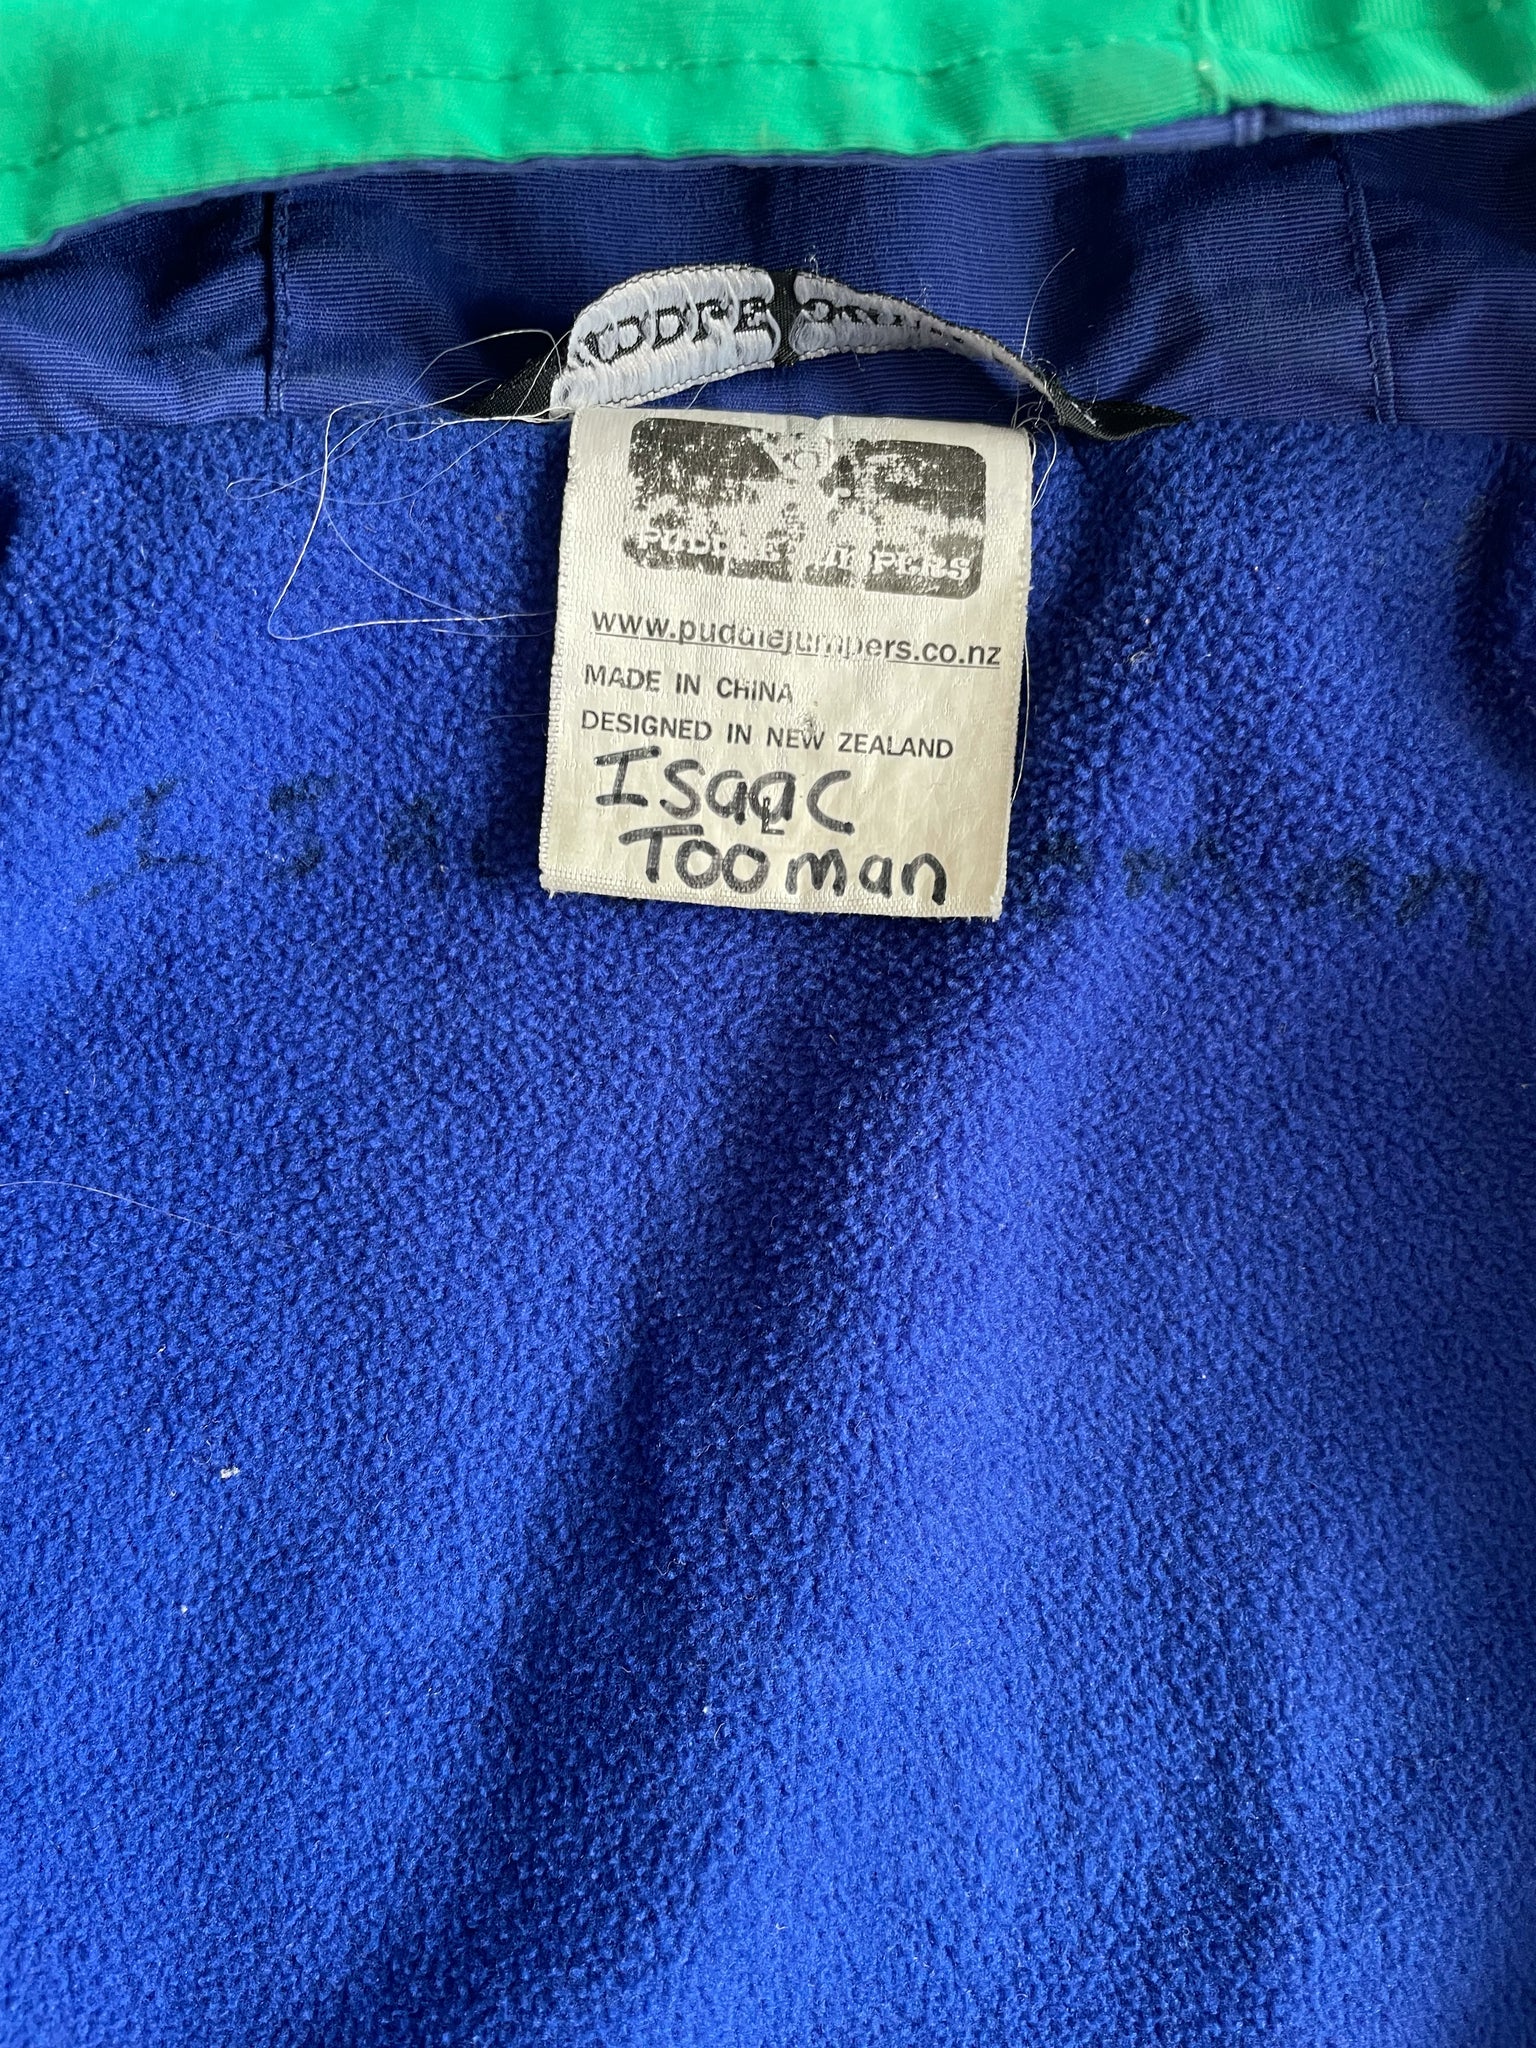 PUDDLE JUMPERS
www.puddlejumpers.co.nz
MADE IN CHINA
DESIGNED IN NEW ZEALAND
Isaac
L
Tooman